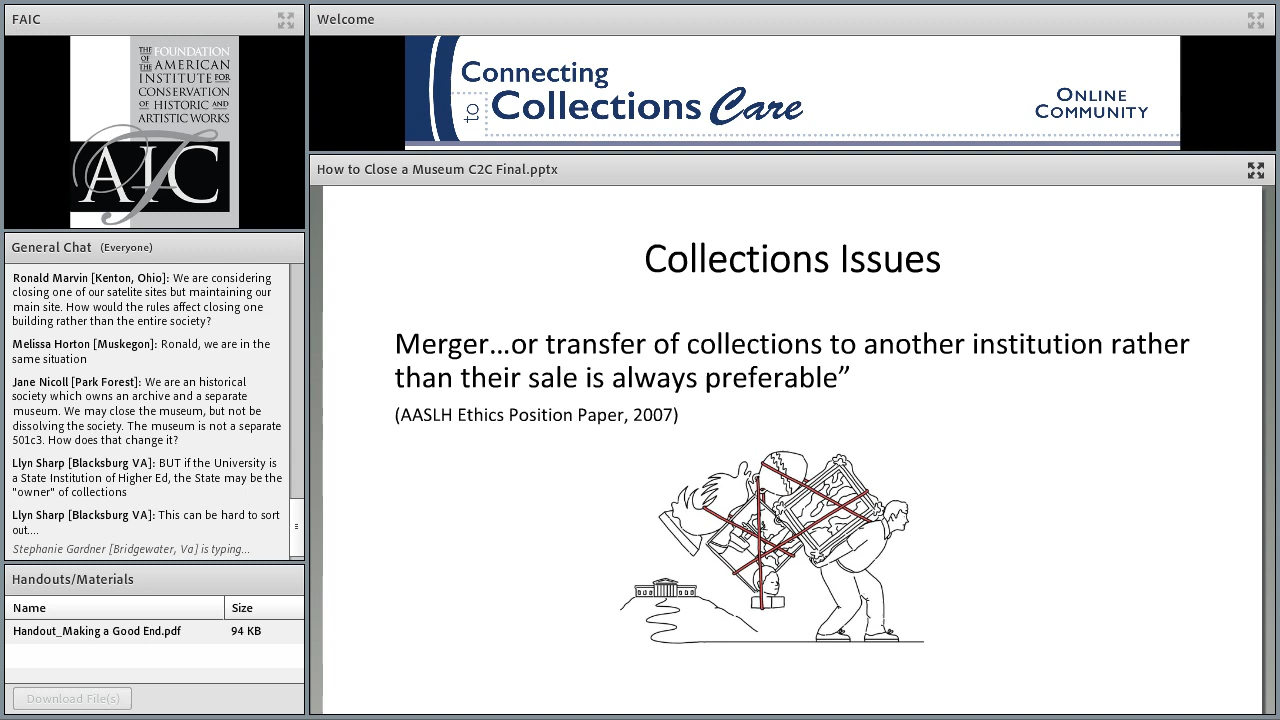 FAIC
THE FOUNDATION
OF THE AMERICAN
INSTITUTE FOR
CONSERVATION
OF HISTORIC AND
ARTISTIC WORKS
FAIC
General Chat (Everyone)
Ronald Marvin [Kenton, Ohio]: We are considering
closing one of our satelite sites but maintaining our
main site. How would the rules affect closing one
building rather than the entire society?
Melissa Horton [Muskegon]: Ronald, we are in the
same situation
Jane Nicoll [Park Forest]: We are an historical
society which owns an archive and a separate
museum. We may close the museum, but not be
dissolving the society. The museum is not a separate
501c3. How does that change it?
Llyn Sharp [Blacksburg VA]: BUT if the University is
a State Institution of Higher Ed, the State may be the
"owner" of collections
Llyn Sharp [Blacksburg VA]: This can be hard to sort
out....
Stephanie Gardner [Bridgewater, Va] is typing...
Handouts/Materials
Name Size
Handout_Making a Good End.pdf 94 KB
Download File(s)
Welcome
Connecting
to Collections Care
ONLINE
COMMUNITY
How to Close a Museum C2C Final.pptx
Collections Issues
Merger...or transfer of collections to another institution rather
than their sale is always preferable”
(AASLH Ethics Position Paper, 2007)